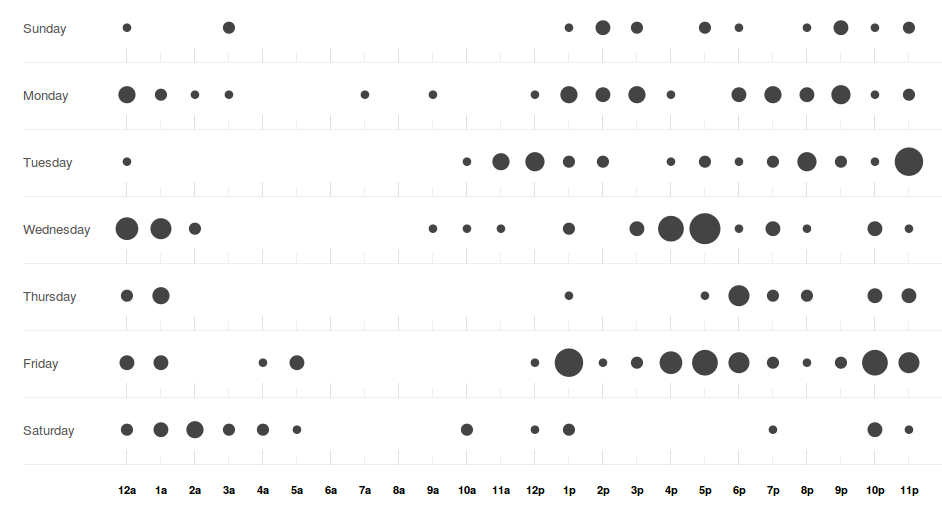 Sunday
Monday
Tuesday
Wednesday
Thursday
Friday
Saturday
12a 1a 2a 3a 4a 5a 6a 7a 8a 9a 10a 11a 12p 1p 2p 3p 4p 5p 6p 7p 8p 9p 10p 11p